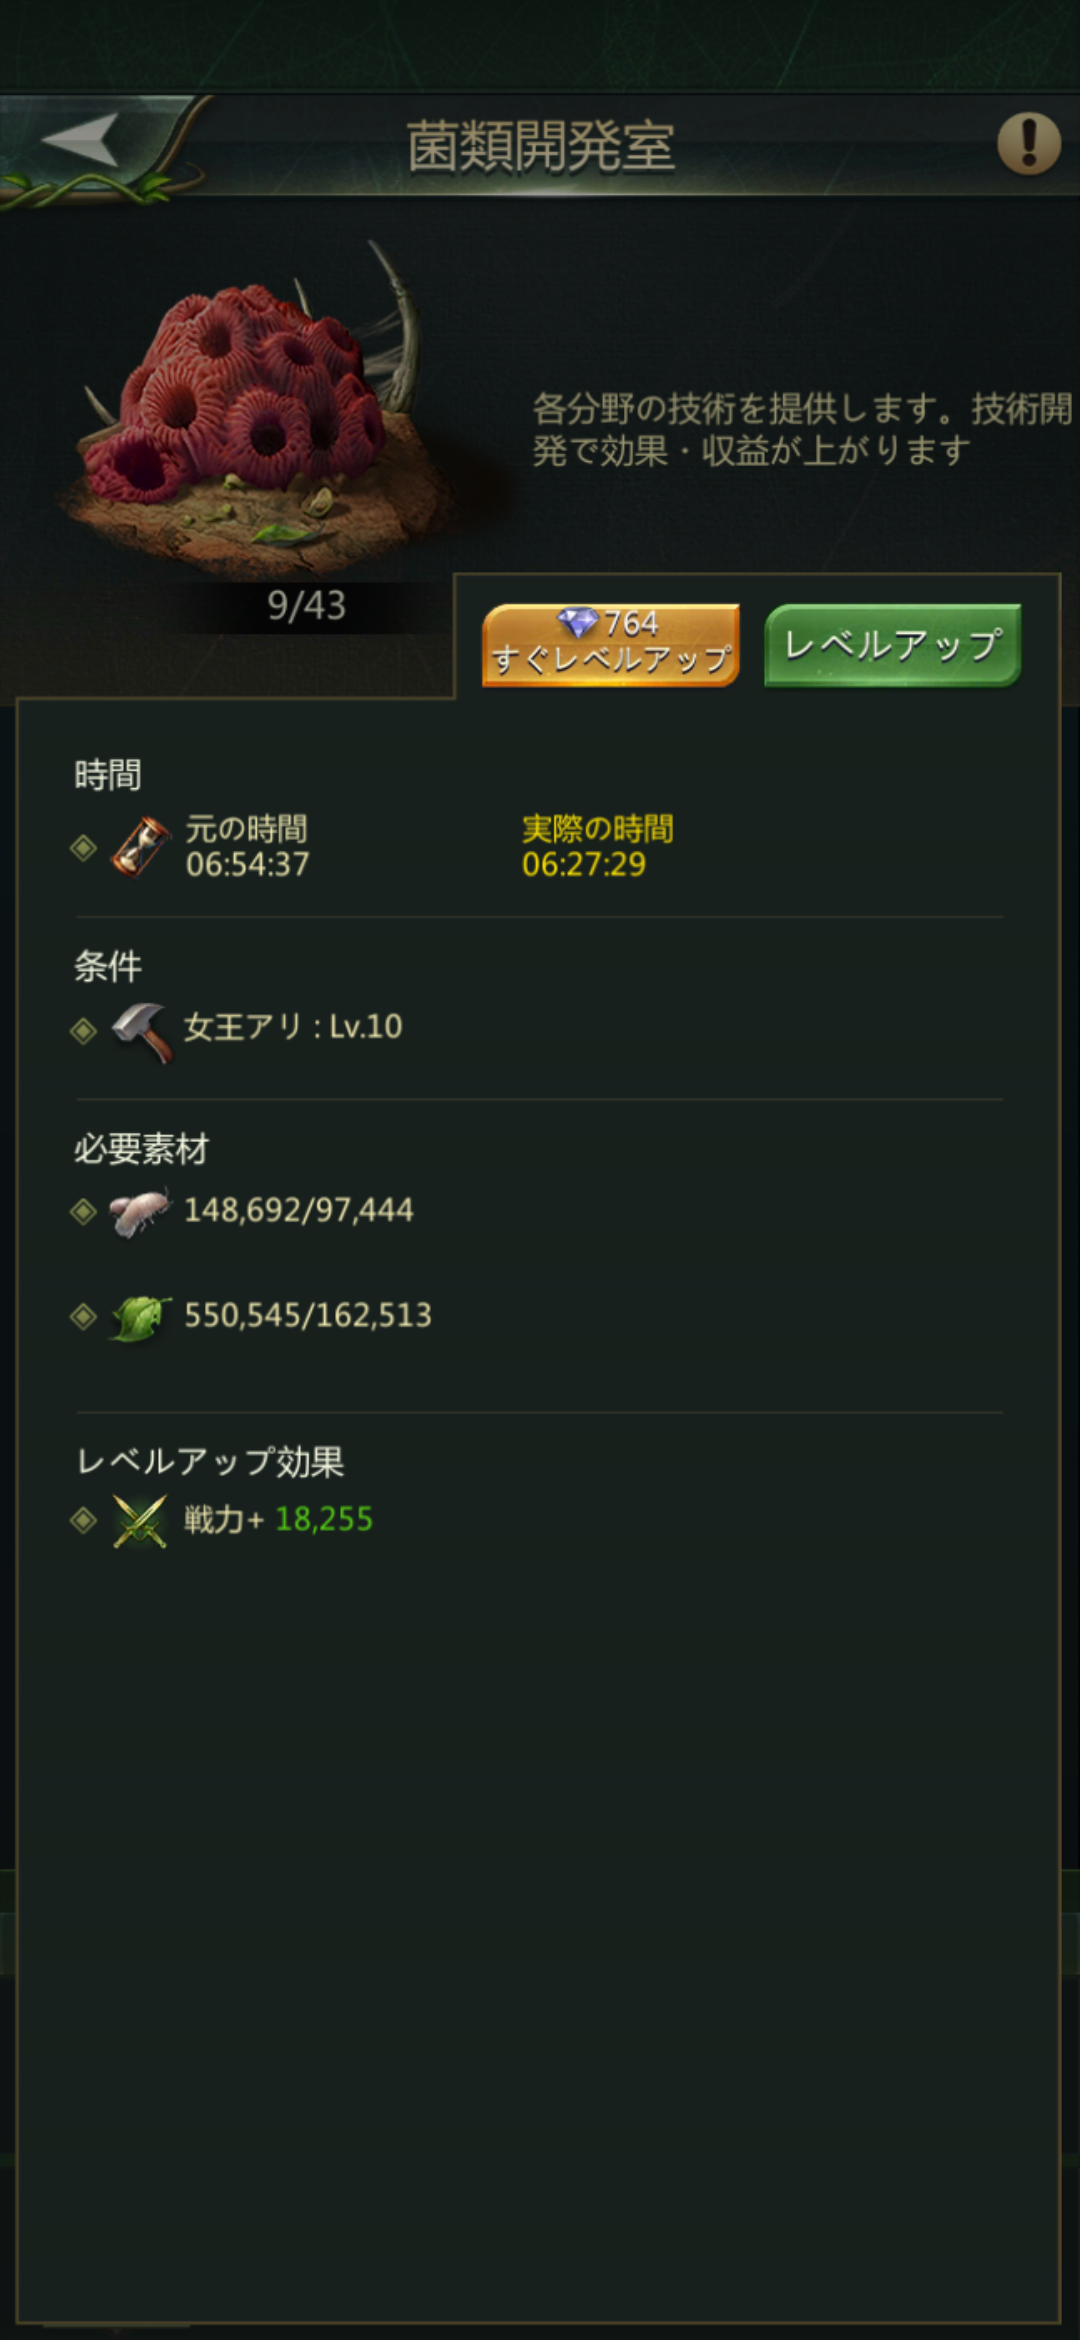 菌類開発室
各分野の技術を提供します。技術開
発で効果・収益が上がります
9/43
764
すぐレベルアップ
レベルアップ
時間
元の時間
06:54:37
実際の時間
06:27:29
条件
女王アリ : Lv.10
必要素材
148,692/97,444
550,545/162,513
レベルアップ効果
戦力+ 18,255